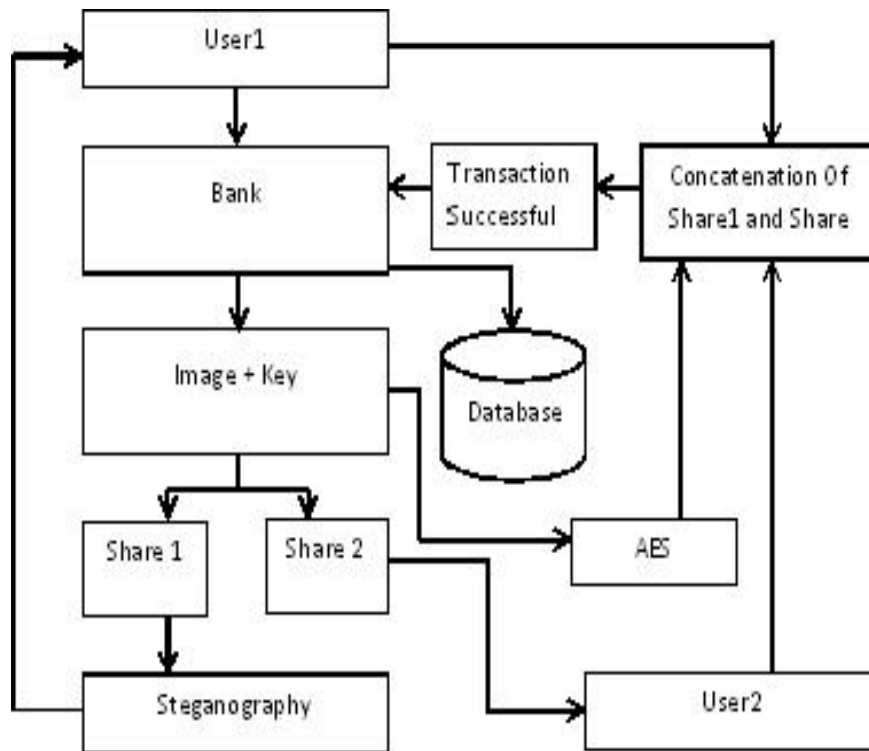 User1
Bank
Transaction
Successful
Concatenation Of
Share1 and Share
Image + Key
Database
Share 1
Share 2
AES
Steganography
User2